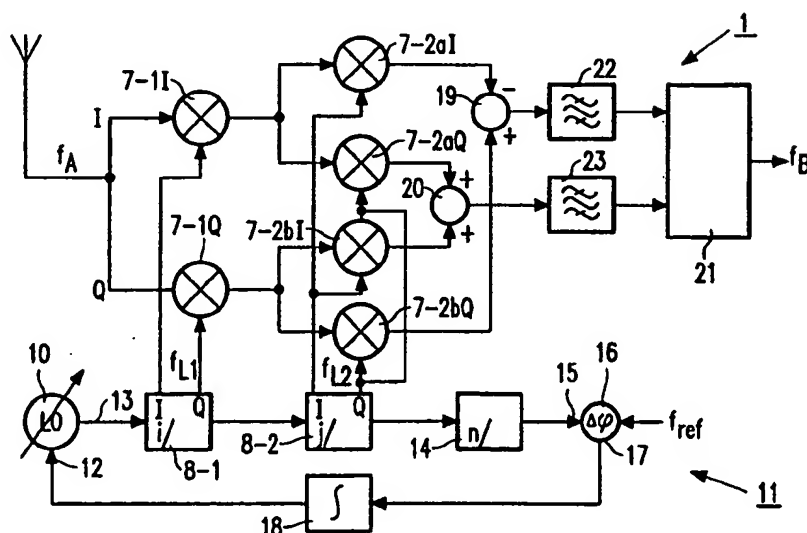 1
7-2aI
7-1I
22
19
-
+
I
7-2aQ
f_A
20
+
+
23
f_B
7-2bI
7-1Q
Q
21
7-2bQ
10
f_L1
f_L2
16
LO
13
I
Q
i/
I
Q
j/
n/
15
Δφ
f_ref
8-1
8-2
14
17
12
18
∫
11